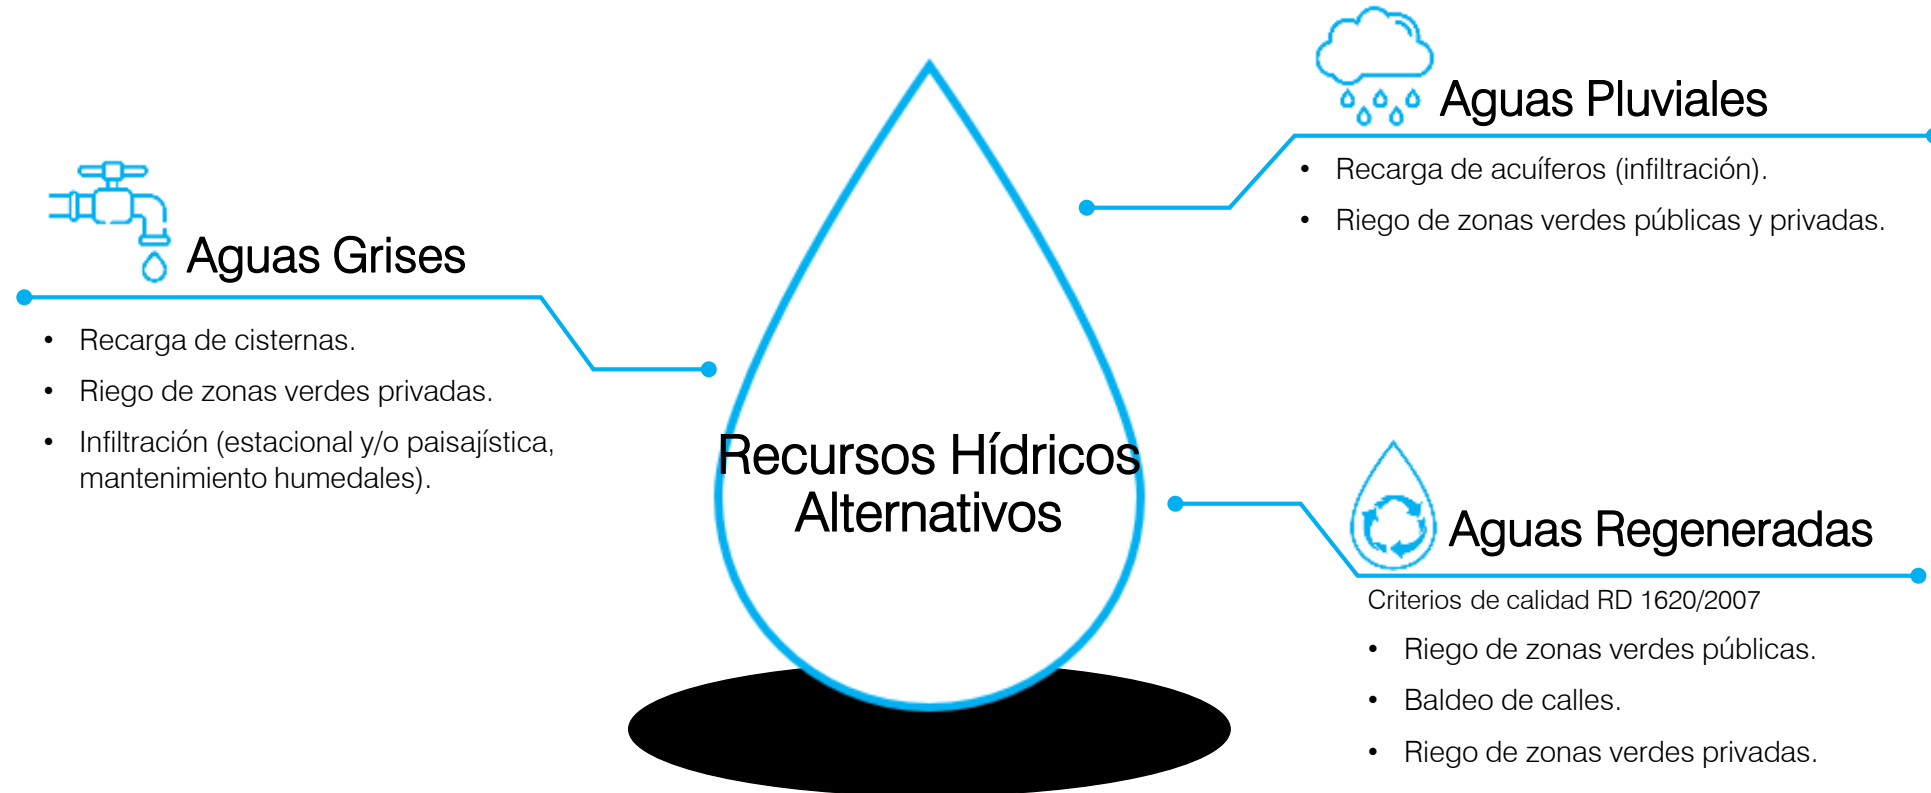 Aguas Grises
• Recarga de cisternas.
• Riego de zonas verdes privadas.
• Infiltración (estacional y/o paisajística,
mantenimiento humedales).
Recursos Hídricos
Alternativos
Aguas Pluviales
• Recarga de acuíferos (infiltración).
• Riego de zonas verdes públicas y privadas.
Aguas Regeneradas
Criterios de calidad RD 1620/2007
• Riego de zonas verdes públicas.
• Baldeo de calles.
• Riego de zonas verdes privadas.